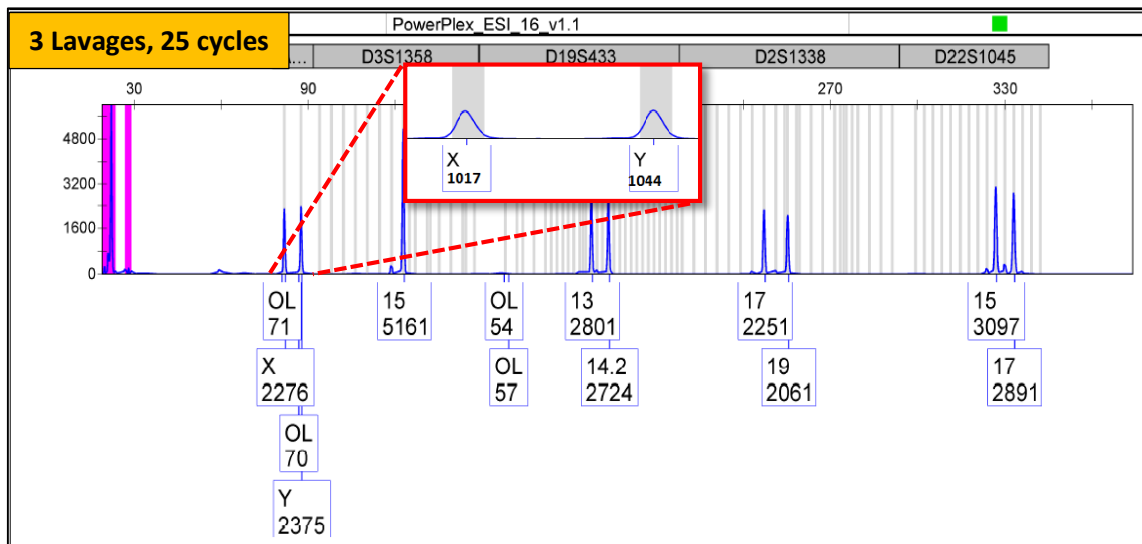 PowerPlex_ESI_16_v1.1
3 Lavages, 25 cycles
A... D3S1358 D19S433 D2S1338 D22S1045
30 90 270 330
4800
3200
1600
0
X 1017
Y 1044
OL 71
X 2276
OL 70
Y 2375
15 5161
OL 54
OL 57
13 2801
14.2 2724
17 2251
19 2061
15 3097
17 2891